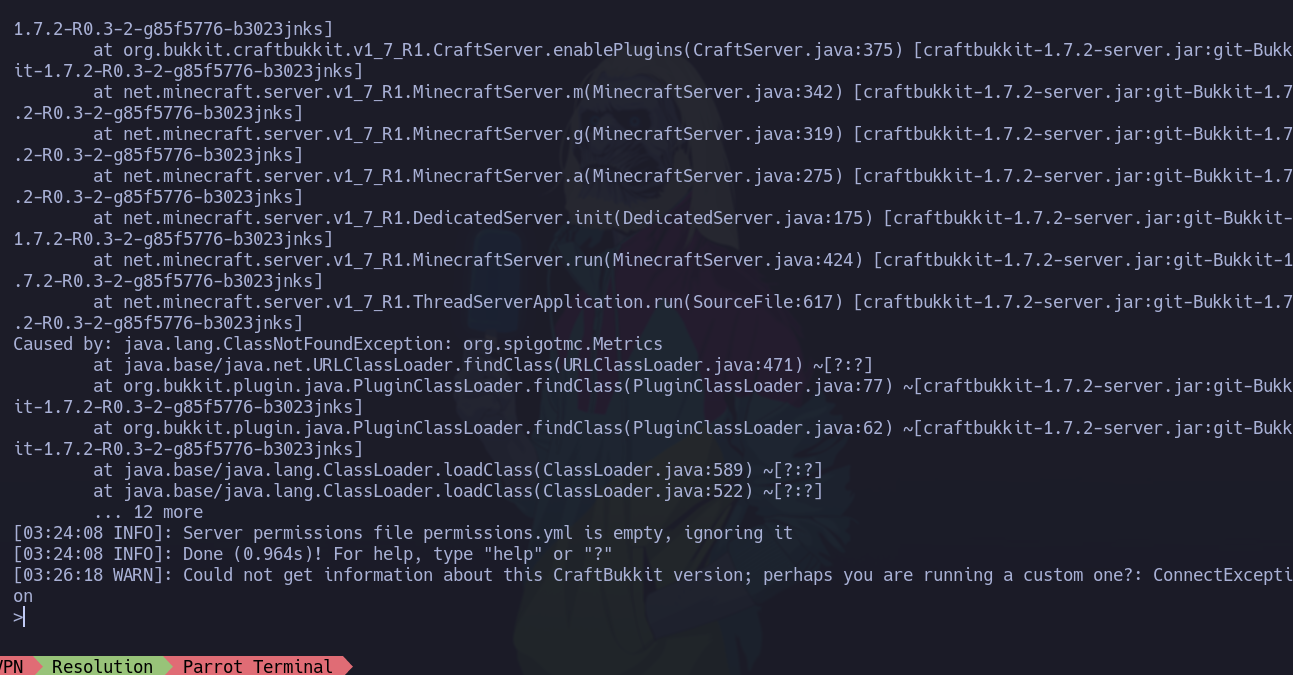 1.7.2-R0.3-2-g85f5776-b3023jnks]
at org.bukkit.craftbukkit.v1_7_R1.CraftServer.enablePlugins(CraftServer.java:375) [craftbukkit-1.7.2-server.jar:git-Bukk
it-1.7.2-R0.3-2-g85f5776-b3023jnks]
at net.minecraft.server.v1_7_R1.MinecraftServer.m(MinecraftServer.java:342) [craftbukkit-1.7.2-server.jar:git-Bukkit-1.7
.2-R0.3-2-g85f5776-b3023jnks]
at net.minecraft.server.v1_7_R1.MinecraftServer.g(MinecraftServer.java:319) [craftbukkit-1.7.2-server.jar:git-Bukkit-1.7
.2-R0.3-2-g85f5776-b3023jnks]
at net.minecraft.server.v1_7_R1.MinecraftServer.a(MinecraftServer.java:275) [craftbukkit-1.7.2-server.jar:git-Bukkit-1.7
.2-R0.3-2-g85f5776-b3023jnks]
at net.minecraft.server.v1_7_R1.DedicatedServer.init(DedicatedServer.java:175) [craftbukkit-1.7.2-server.jar:git-Bukkit-
1.7.2-R0.3-2-g85f5776-b3023jnks]
at net.minecraft.server.v1_7_R1.MinecraftServer.run(MinecraftServer.java:424) [craftbukkit-1.7.2-server.jar:git-Bukkit-1
.7.2-R0.3-2-g85f5776-b3023jnks]
at net.minecraft.server.v1_7_R1.ThreadServerApplication.run(SourceFile:617) [craftbukkit-1.7.2-server.jar:git-Bukkit-1.7
.2-R0.3-2-g85f5776-b3023jnks]
Caused by: java.lang.ClassNotFoundException: org.spigotmc.Metrics
at java.base/java.net.URLClassLoader.findClass(URLClassLoader.java:471) ~[?:?]
at org.bukkit.plugin.java.PluginClassLoader.findClass(PluginClassLoader.java:77) ~[craftbukkit-1.7.2-server.jar:git-Bukk
it-1.7.2-R0.3-2-g85f5776-b3023jnks]
at org.bukkit.plugin.java.PluginClassLoader.findClass(PluginClassLoader.java:62) ~[craftbukkit-1.7.2-server.jar:git-Bukk
it-1.7.2-R0.3-2-g85f5776-b3023jnks]
at java.base/java.lang.ClassLoader.loadClass(ClassLoader.java:589) ~[?:?]
at java.base/java.lang.ClassLoader.loadClass(ClassLoader.java:522) ~[?:?]
... 12 more
[03:24:08 INFO]: Server permissions file permissions.yml is empty, ignoring it
[03:24:08 INFO]: Done (0.964s)! For help, type "help" or "?"
[03:26:18 WARN]: Could not get information about this CraftBukkit version; perhaps you are running a custom one?: ConnectExcepti
on
>
VPN Resolution Parrot Terminal